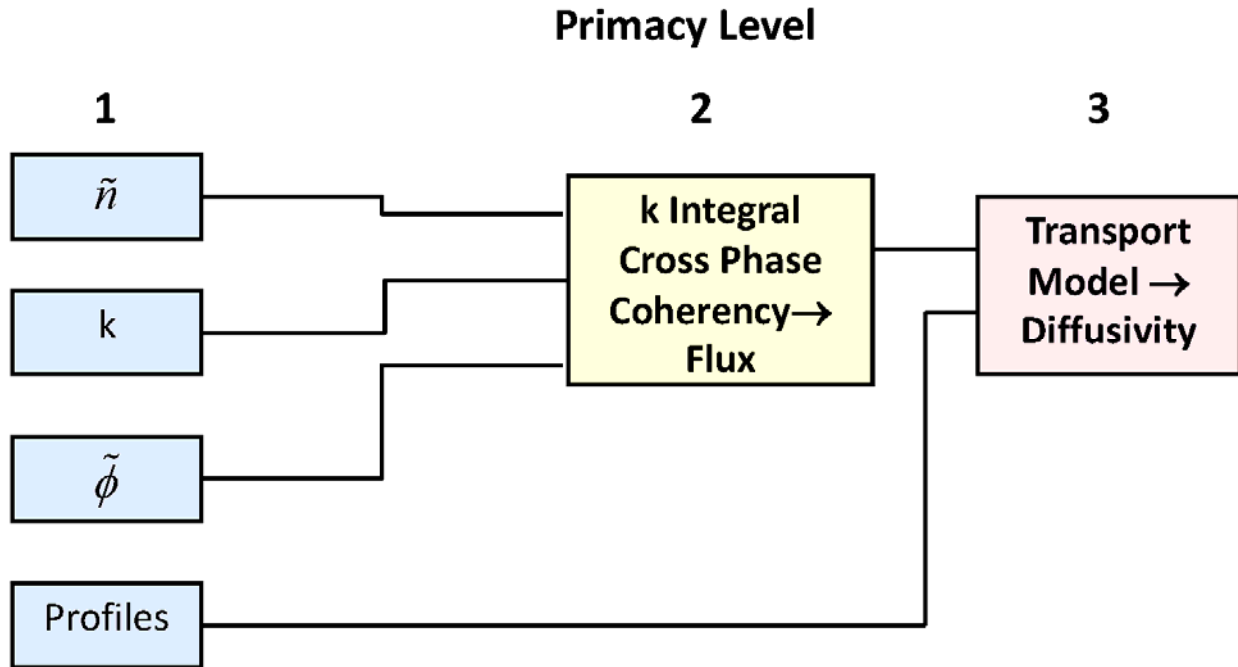 Primacy Level
1 2 3
ñ
k
ϕ̃
Profiles
k Integral
Cross Phase
Coherency→
Flux
Transport
Model →
Diffusivity